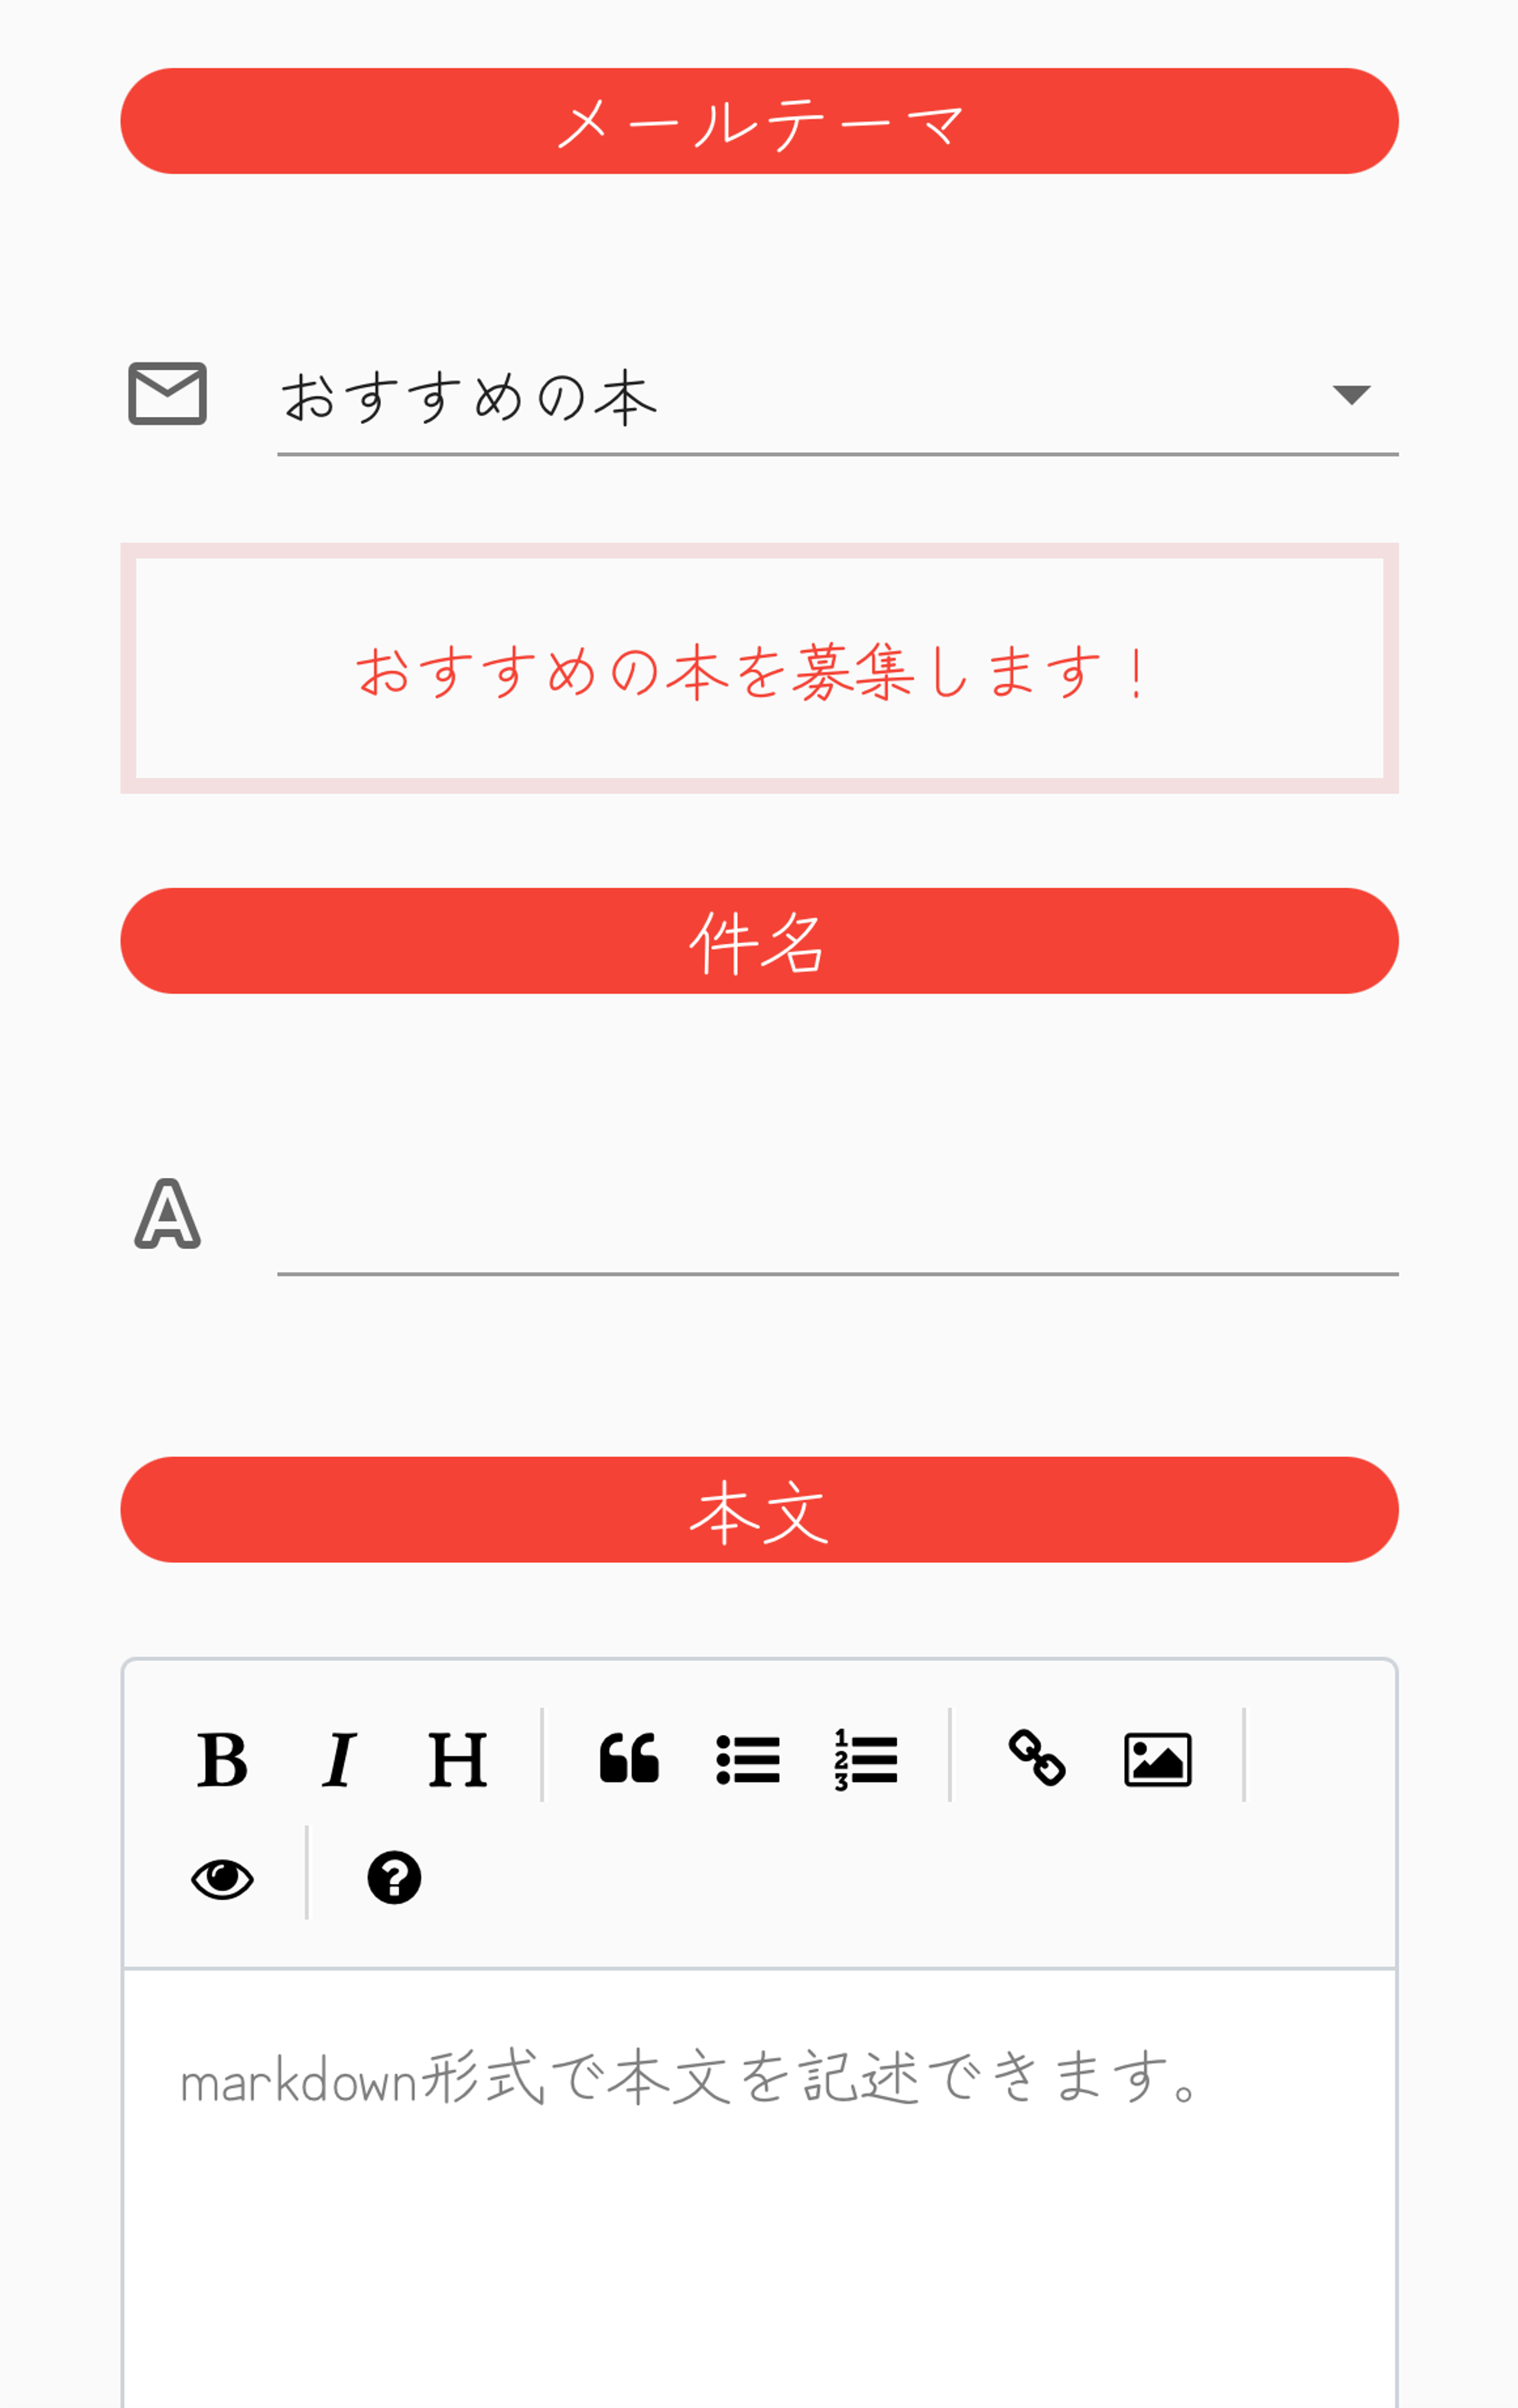 メールテーマ
おすすめの本
おすすめの本を募集します!
件名
本文
B I H
markdown形式で本文を記述できます。